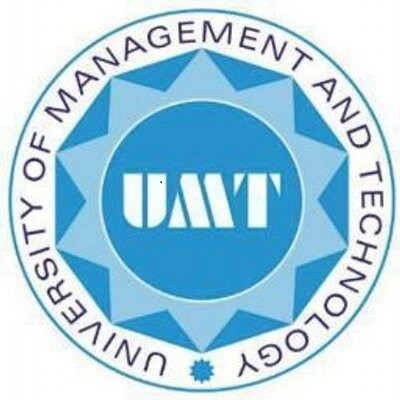 UNIVERSITY OF MANAGEMENT AND TECHNOLOGY
UMT